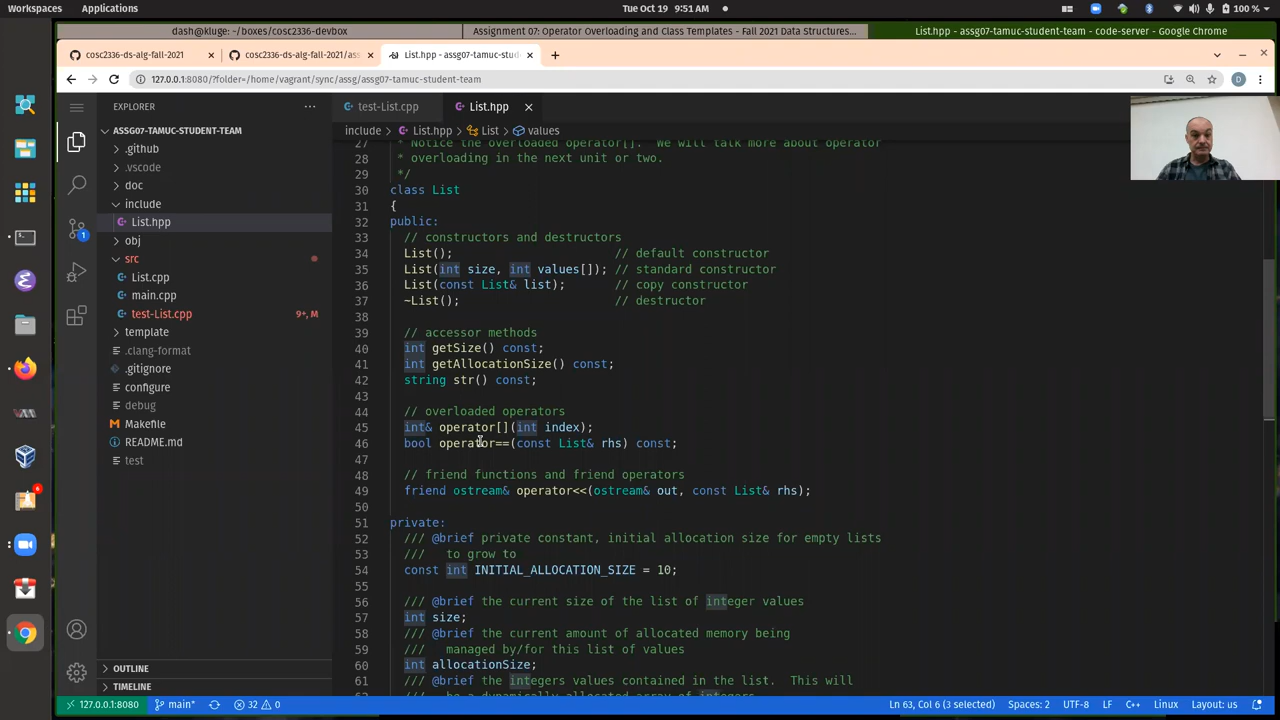 Workspaces
Applications
Tue Oct 19 9:51 AM
100 %
dash@kluge: ~/boxes/cosc2336-devbox
Assignment 07: Operator Overloading and Class Templates - Fall 2021 Data Structures...
List.hpp - assg07-tamuc-student-team - code-server - Google Chrome
cosc2336-ds-alg-fall-2021
cosc2336-ds-alg-fall-2021/ass
List.hpp - assg07-tamuc-stud
127.0.0.1:8080/?folder=/home/vagrant/sync/assg/assg07-tamuc-student-team
D
EXPLORER
ASSG07-TAMUC-STUDENT-TEAM
.github
.vscode
doc
include
List.hpp
obj
src
List.cpp
main.cpp
test-List.cpp 9+, M
template
.clang-format
.gitignore
configure
debug
Makefile
README.md
test
OUTLINE
TIMELINE
1
6
test-List.cpp
List.hpp
include > List.hpp > List > values
27 * Notice the overloaded operator[]. We will talk more about operator
28 * overloading in the next unit or two.
29 */
30 class List
31 {
32 public:
33 // constructors and destructors
34 List(); // default constructor
35 List(int size, int values[]); // standard constructor
36 List(const List& list); // copy constructor
37 ~List(); // destructor
38
39 // accessor methods
40 int getSize() const;
41 int getAllocationSize() const;
42 string str() const;
43
44 // overloaded operators
45 int& operator[](int index);
46 bool operator==(const List& rhs) const;
47
48 // friend functions and friend operators
49 friend ostream& operator<<(ostream& out, const List& rhs);
50
51 private:
52 /// @brief private constant, initial allocation size for empty lists
53 /// to grow to
54 const int INITIAL_ALLOCATION_SIZE = 10;
55
56 /// @brief the current size of the list of integer values
57 int size;
58 /// @brief the current amount of allocated memory being
59 /// managed by/for this list of values
60 int allocationSize;
61 /// @brief the integers values contained in the list. This will
62 /// be a dynamically allocated array of integers
127.0.0.1:8080
main*
32
0
Ln 63, Col 6 (3 selected)
Spaces: 2
UTF-8
LF
C++
Linux
Layout: us